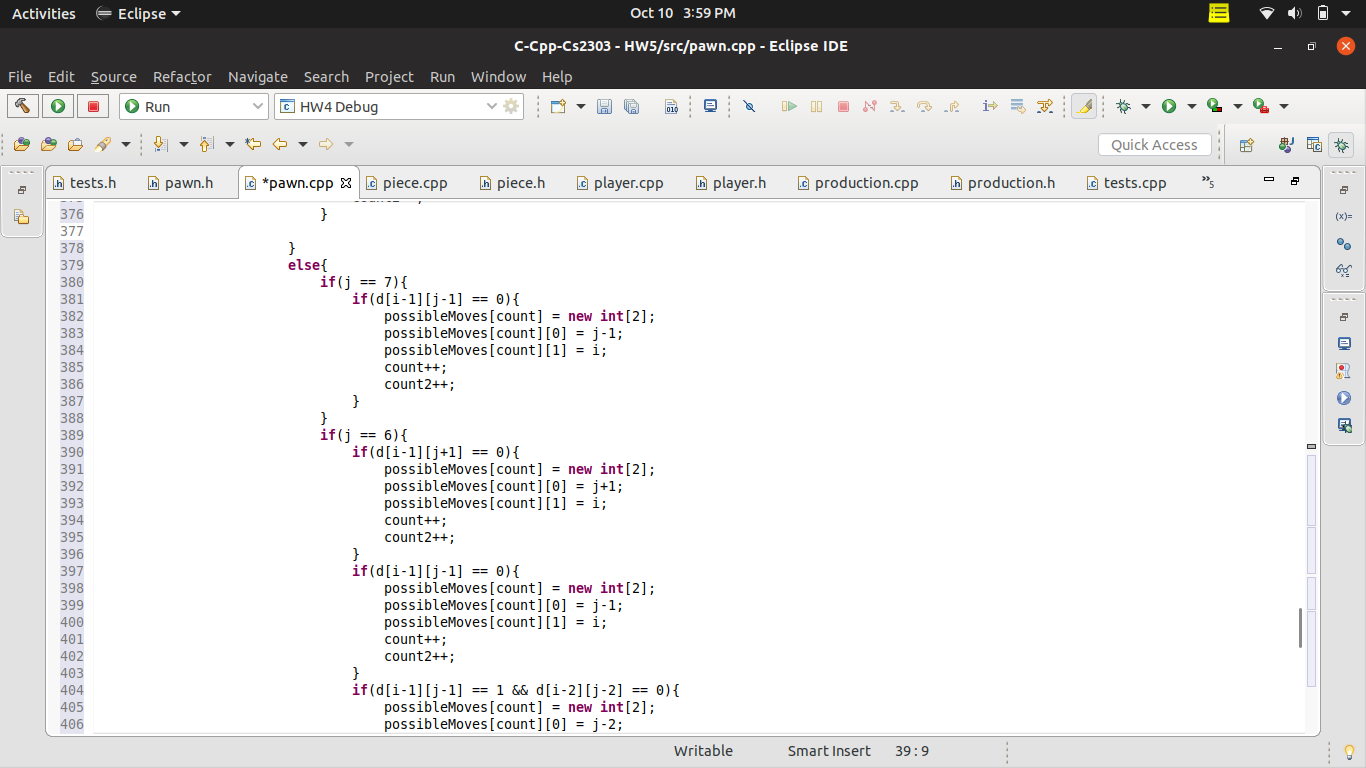 Activities Eclipse Oct 10 3:59 PM
C-Cpp-Cs2303 - HW5/src/pawn.cpp - Eclipse IDE
File Edit Source Refactor Navigate Search Project Run Window Help
Run HW4 Debug 010
Quick Access
tests.h pawn.h *pawn.cpp piece.cpp piece.h player.cpp player.h production.cpp production.h tests.cpp »5
376 }
377
378 }
379 else{
380 if(j == 7){
381 if(d[i-1][j-1] == 0){
382 possibleMoves[count] = new int[2];
383 possibleMoves[count][0] = j-1;
384 possibleMoves[count][1] = i;
385 count++;
386 count2++;
387 }
388 }
389 if(j == 6){
390 if(d[i-1][j+1] == 0){
391 possibleMoves[count] = new int[2];
392 possibleMoves[count][0] = j+1;
393 possibleMoves[count][1] = i;
394 count++;
395 count2++;
396 }
397 if(d[i-1][j-1] == 0){
398 possibleMoves[count] = new int[2];
399 possibleMoves[count][0] = j-1;
400 possibleMoves[count][1] = i;
401 count++;
402 count2++;
403 }
404 if(d[i-1][j-1] == 1 && d[i-2][j-2] == 0){
405 possibleMoves[count] = new int[2];
406 possibleMoves[count][0] = j-2;
(x)=
Writable Smart Insert 39 : 9